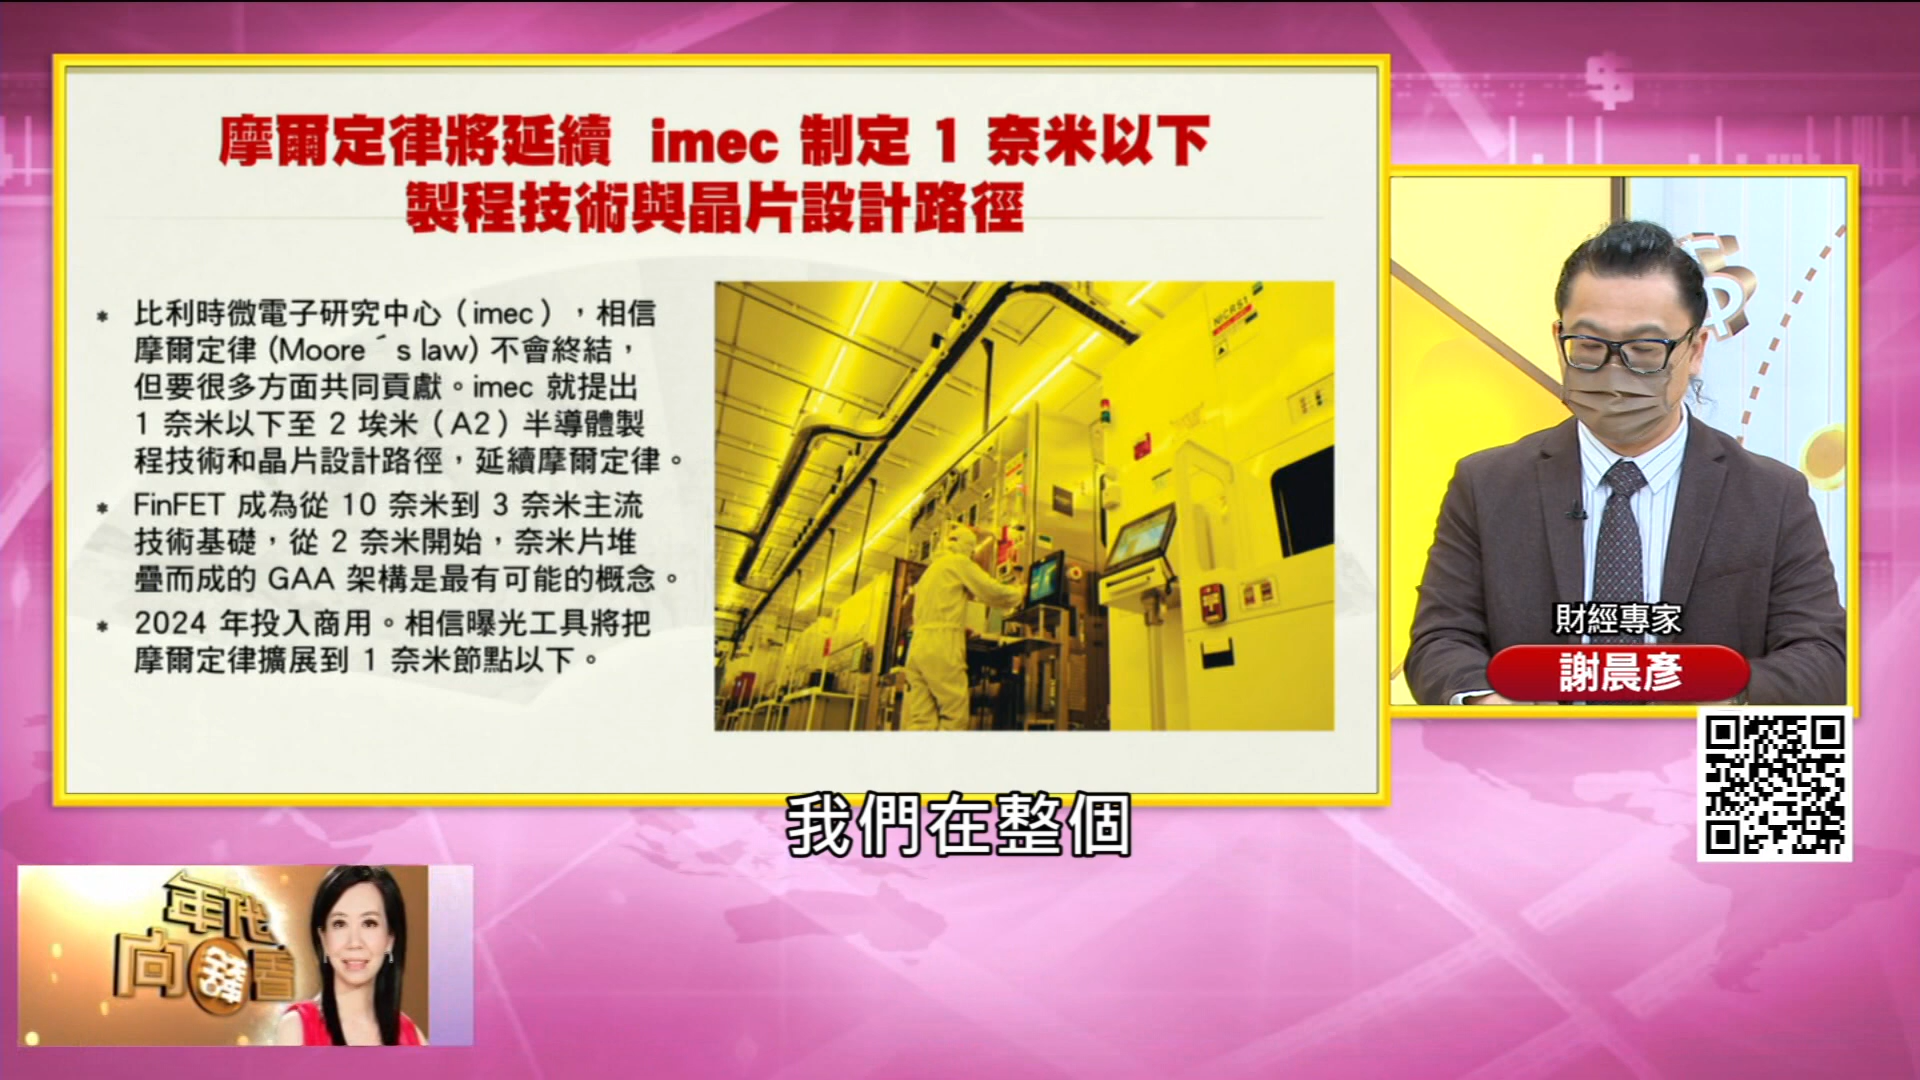 摩爾定律將延續 imec 制定 1 奈米以下
製程技術與晶片設計路徑
* 比利時微電子研究中心(imec),相信
摩爾定律 (Moore´s law) 不會終結,
但要很多方面共同貢獻。imec 就提出
1 奈米以下至 2 埃米(A2)半導體製
程技術和晶片設計路徑,延續摩爾定律。
* FinFET 成為從 10 奈米到 3 奈米主流
技術基礎,從 2 奈米開始,奈米片堆
疊而成的 GAA 架構是最有可能的概念。
* 2024 年投入商用。相信曝光工具將把
摩爾定律擴展到 1 奈米節點以下。
NICRS1
財經專家
謝晨彥
我們在整個
年代
向錢看